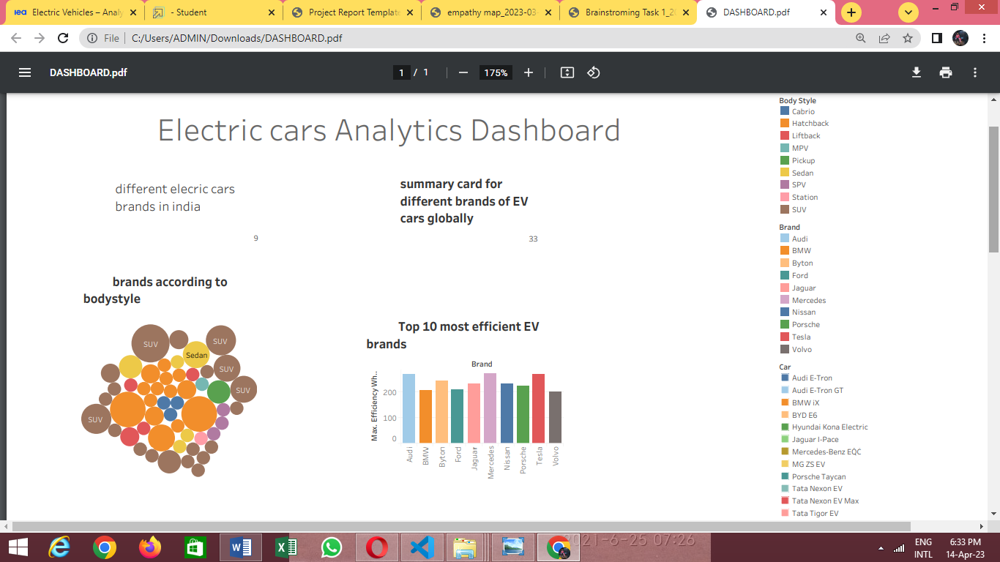 Electric Vehicles – Analy
- Student
Project Report Template
empathy map_2023-03
Brainstroming Task 1_20
DASHBOARD.pdf
File
C:/Users/ADMIN/Downloads/DASHBOARD.pdf
DASHBOARD.pdf
1 / 1
175%
Electric cars Analytics Dashboard
different elecric cars
brands in india
9
summary card for
different brands of EV
cars globally
33
brands according to
bodystyle
SUV
SUV
Sedan
SUV
SUV
SUV
Top 10 most efficient EV
brands
Brand
Max. Efficiency Wh..
200
100
0
Audi
BMW
Byton
Ford
Jaguar
Mercedes
Nissan
Porsche
Tesla
Volvo
Body Style
Cabrio
Hatchback
Liftback
MPV
Pickup
Sedan
SPV
Station
SUV
Brand
Audi
BMW
Byton
Ford
Jaguar
Mercedes
Nissan
Porsche
Tesla
Volvo
Car
Audi E-Tron
Audi E-Tron GT
BMW iX
BYD E6
Hyundai Kona Electric
Jaguar I-Pace
Mercedes-Benz EQC
MG ZS EV
Porsche Taycan
Tata Nexon EV
Tata Nexon EV Max
Tata Tigor EV
2021-6-25 07:26
ENG
INTL
6:33 PM
14-Apr-23